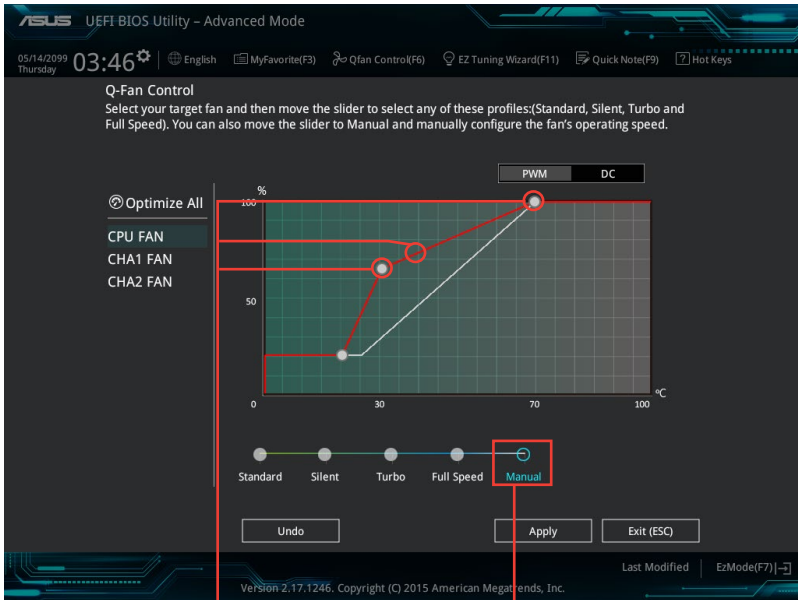 ASUS UEFI BIOS Utility – Advanced Mode
05/14/2099
Thursday
03:46 English MyFavorite(F3) Qfan Control(F6) EZ Tuning Wizard(F11) Quick Note(F9) ? Hot Keys
Q-Fan Control
Select your target fan and then move the slider to select any of these profiles:(Standard, Silent, Turbo and
Full Speed). You can also move the slider to Manual and manually configure the fan's operating speed.
PWM DC
Optimize All
CPU FAN
CHA1 FAN
CHA2 FAN
%
100
50
0 30 70 100
ºC
Standard Silent Turbo Full Speed Manual
Undo Apply Exit (ESC)
Last Modified EzMode(F7)
Version 2.17.1246. Copyright (C) 2015 American Megatrends, Inc.